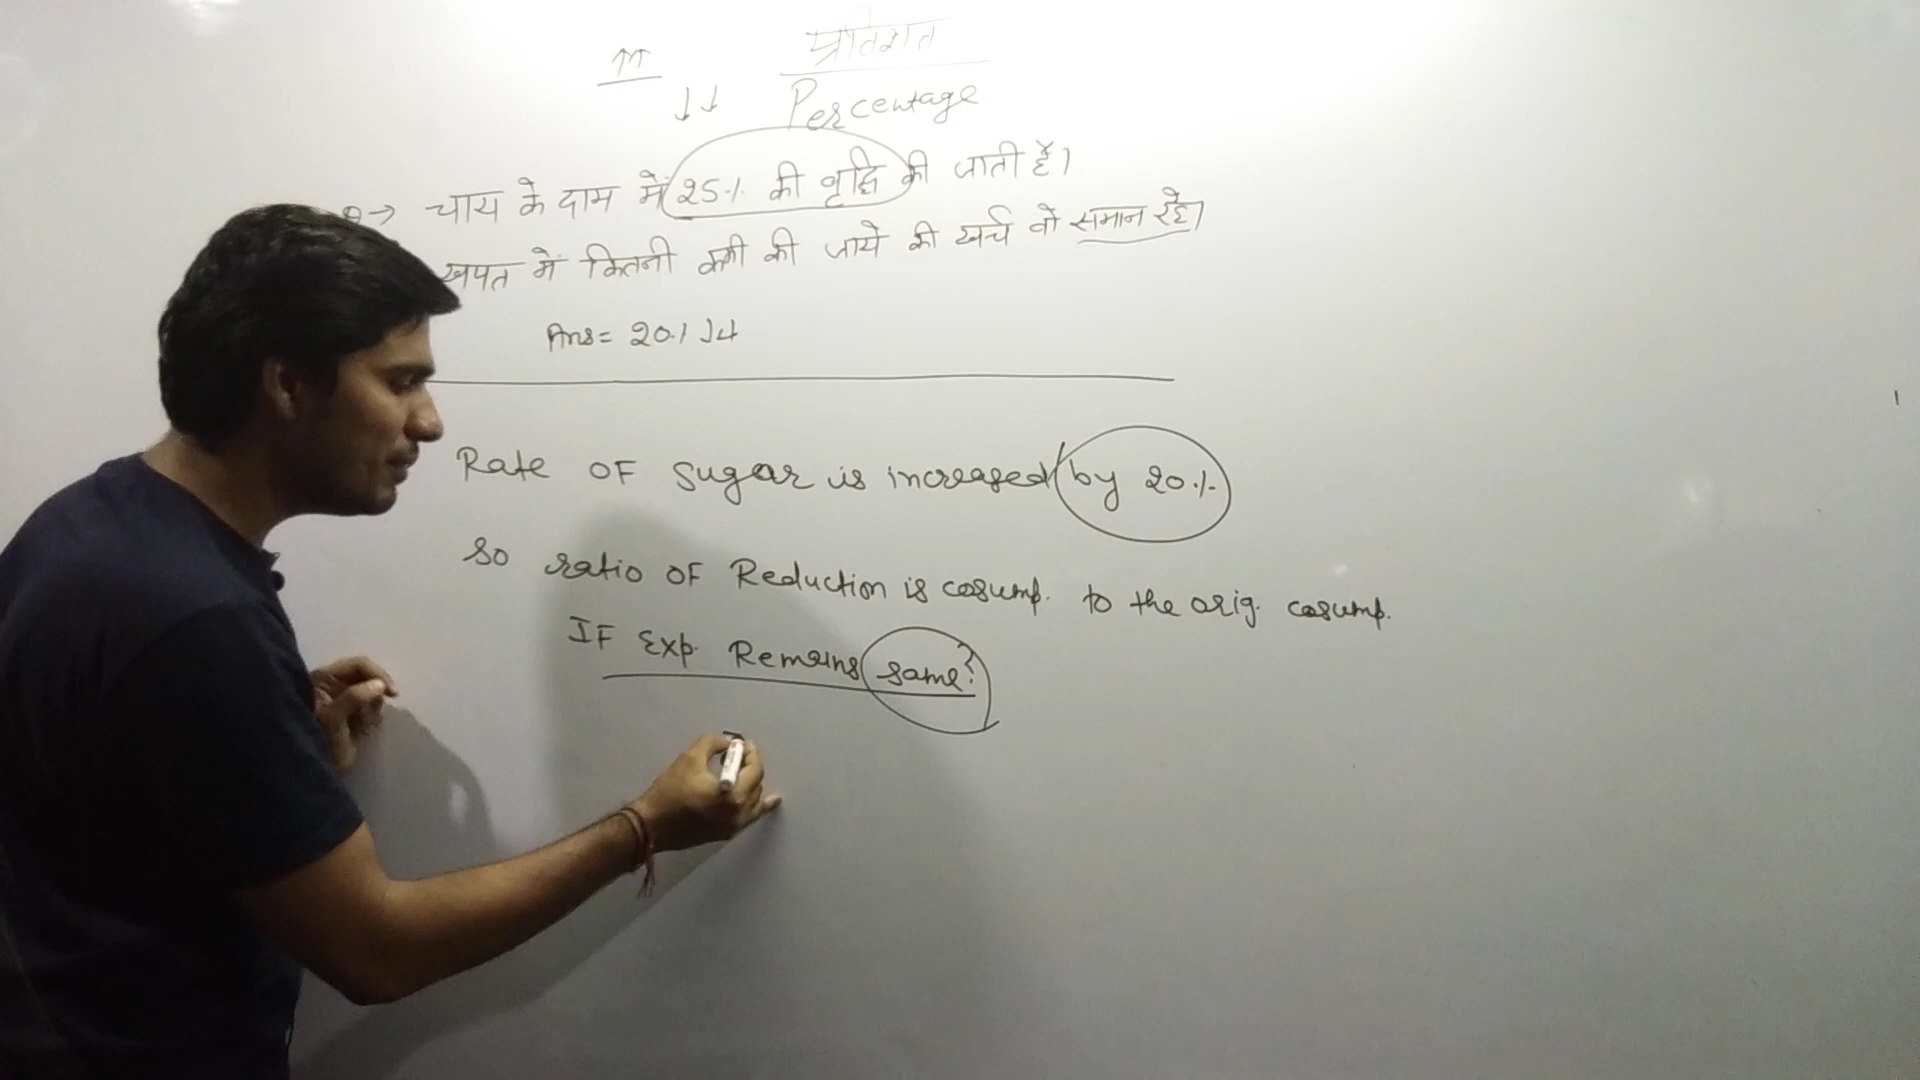 प्रतिशत
↑↑
↓↓ Percentage
Q→ चाय के दाम में 25% की वृद्धि की जाती है।
खपत में कितनी कमी की जाये की खर्च वो समान रहे।
Ans= 20%
Rate OF sugar is increased by 20%
so ratio OF Reduction is cosump. to the orig. cosump.
IF Exp. Remains same?